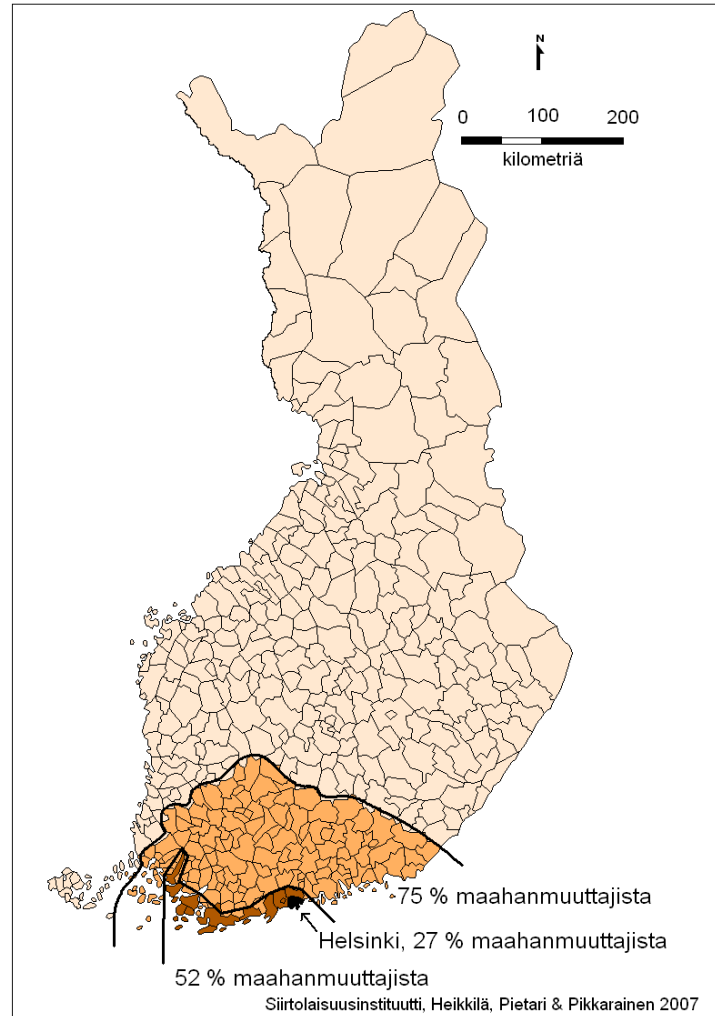 N
0 100 200
kilometriä
75 % maahanmuuttajista
Helsinki, 27 % maahanmuuttajista
52 % maahanmuuttajista
Siirtolaisuusinstituutti, Heikkilä, Pietari & Pikkarainen 2007